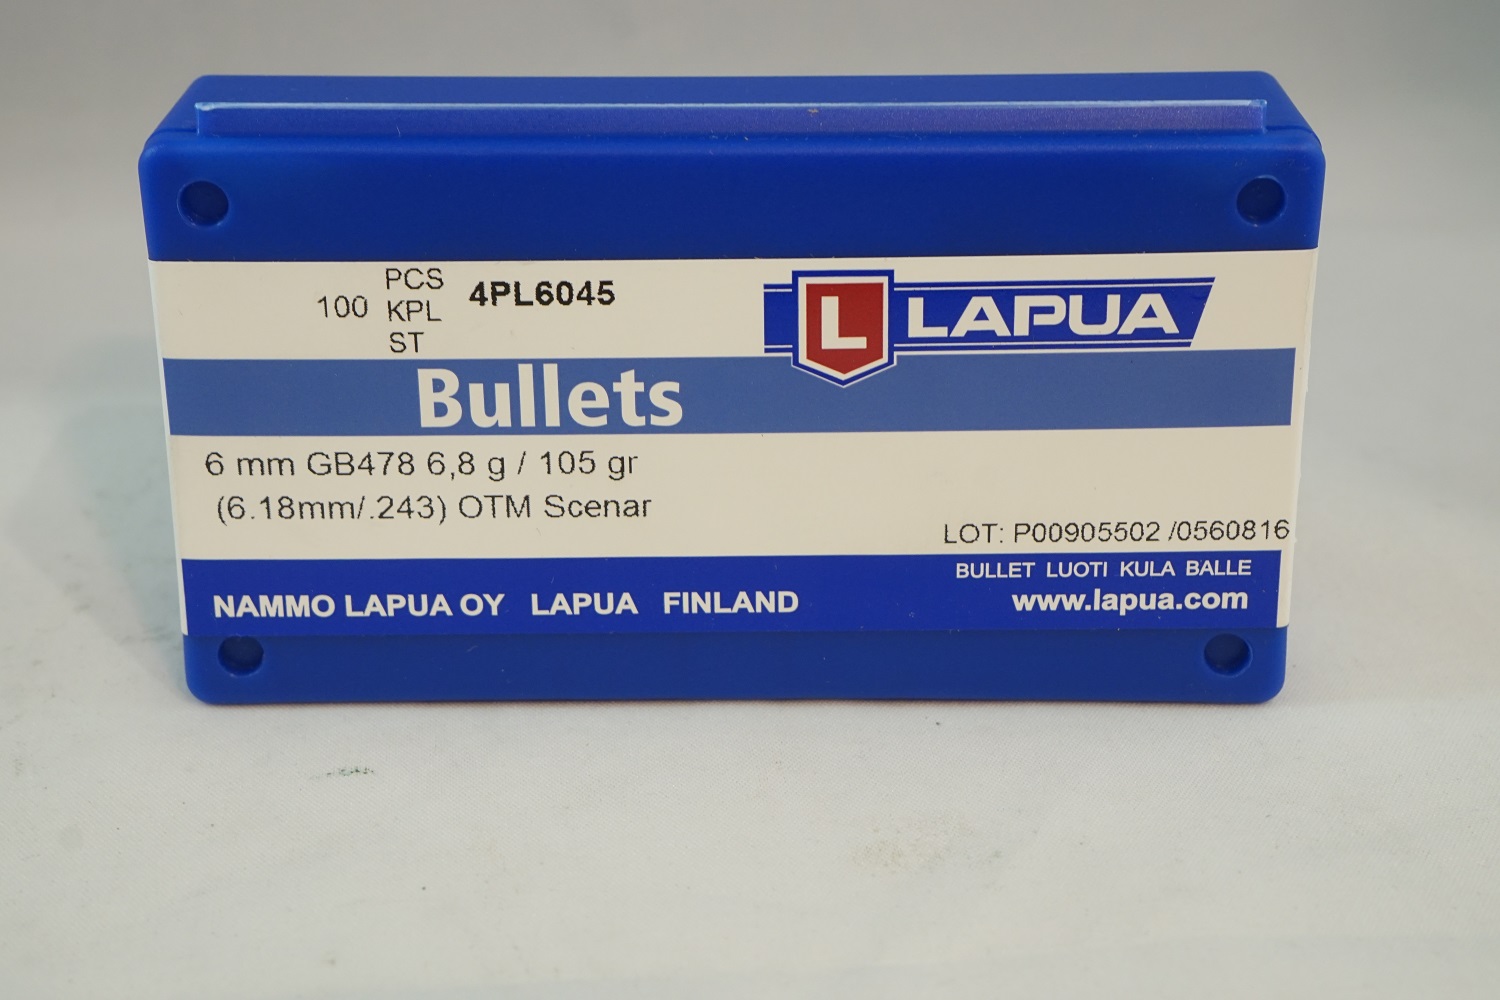 100 PCS 4PL6045
KPL
ST
L LAPUA
Bullets
6 mm GB478 6,8 g / 105 gr
(6.18mm/.243) OTM Scenar
LOT: P00905502 /0560816
BULLET LUOTI KULA BALLE
NAMMO LAPUA OY LAPUA FINLAND
www.lapua.com